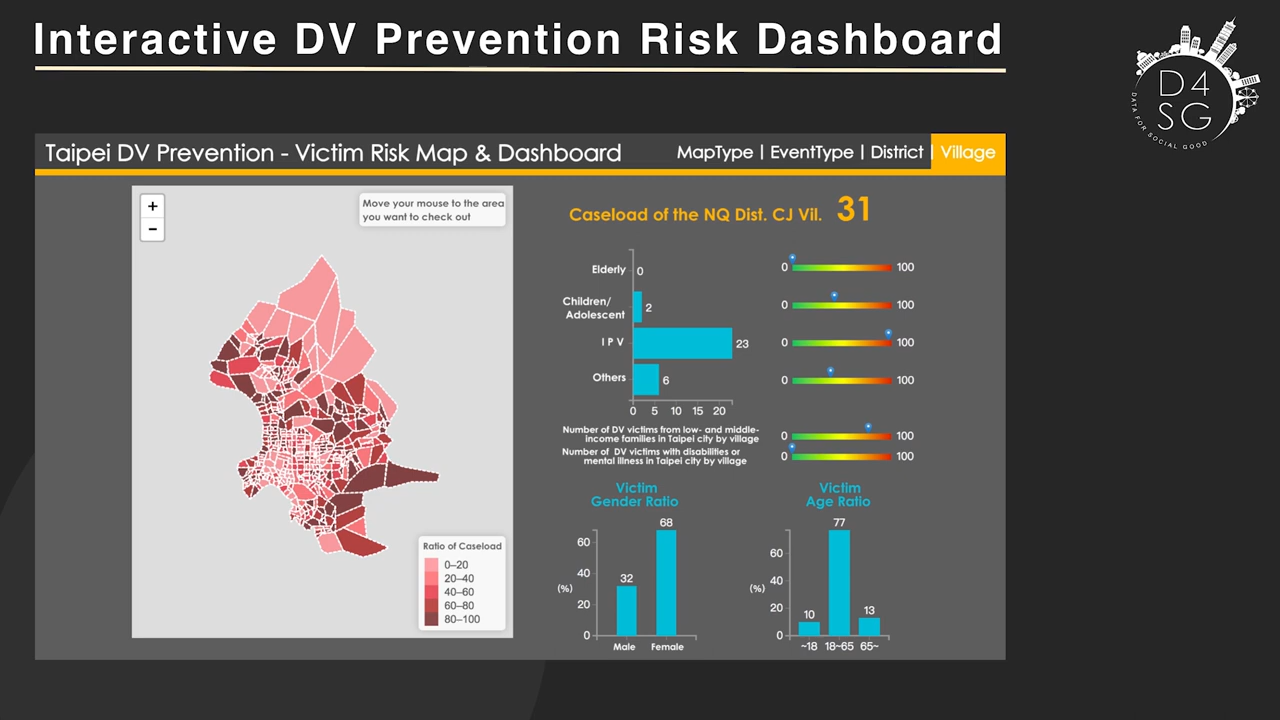 Interactive DV Prevention Risk Dashboard
D4
SG
DATA FOR SOCIAL GOOD
Taipei DV Prevention - Victim Risk Map & Dashboard
MapType | EventType | District | Village
+
−
Move your mouse to the area
you want to check out
Ratio of Caseload
0–20
20–40
40–60
60–80
80–100
Caseload of the NQ Dist. CJ Vil. 31
Elderly 0
Children/
Adolescent 2
I P V 23
Others 6
0 5 10 15 20
0 100
0 100
0 100
0 100
Number of DV victims from low- and middle-
income families in Taipei city by village
0 100
Number of DV victims with disabilities or
mental illness in Taipei city by village
0 100
Victim
Gender Ratio
(%)
60
40
20
0
32
68
Male Female
Victim
Age Ratio
(%)
60
40
20
0
10
77
13
~18 18~65 65~